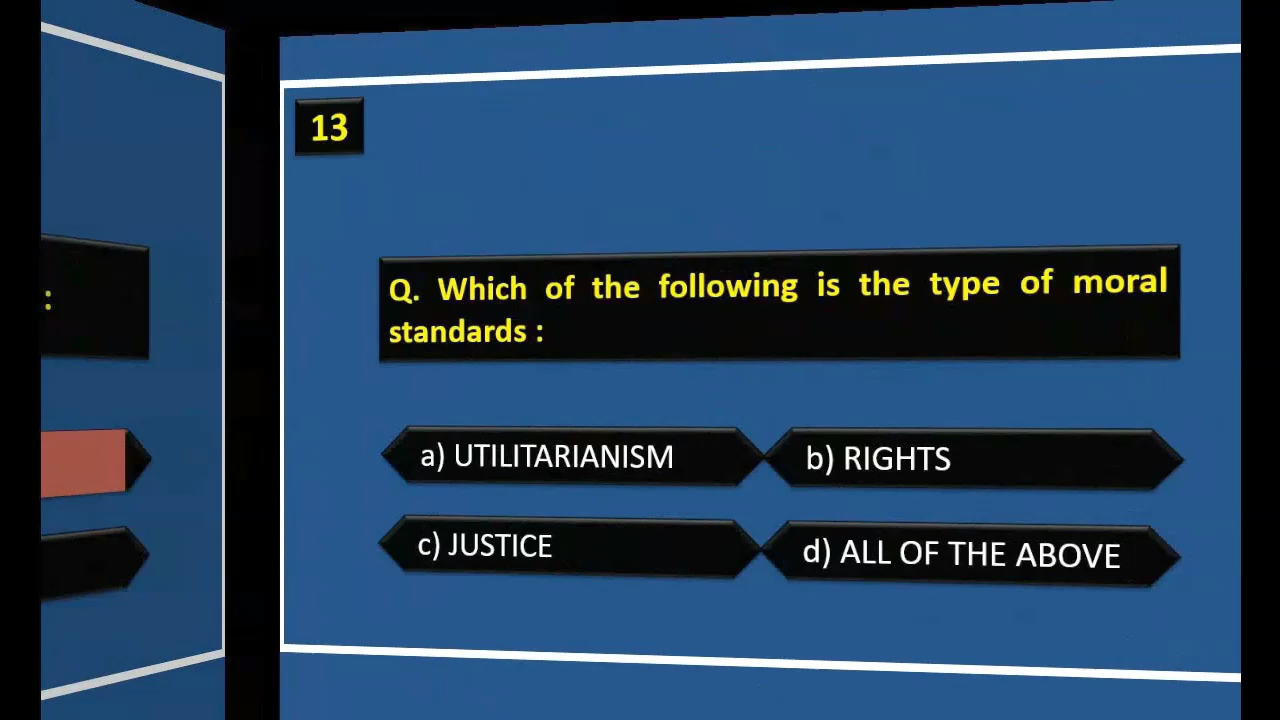 :
13
Q. Which of the following is the type of moral
standards :
a) UTILITARIANISM
b) RIGHTS
c) JUSTICE
d) ALL OF THE ABOVE